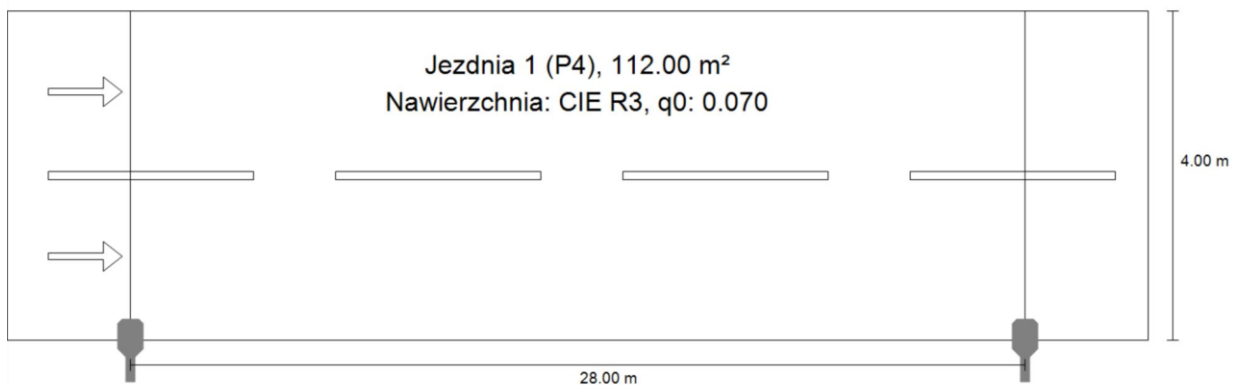 Jezdnia 1 (P4), 112.00 m²
Nawierzchnia: CIE R3, q0: 0.070
4.00 m
28.00 m